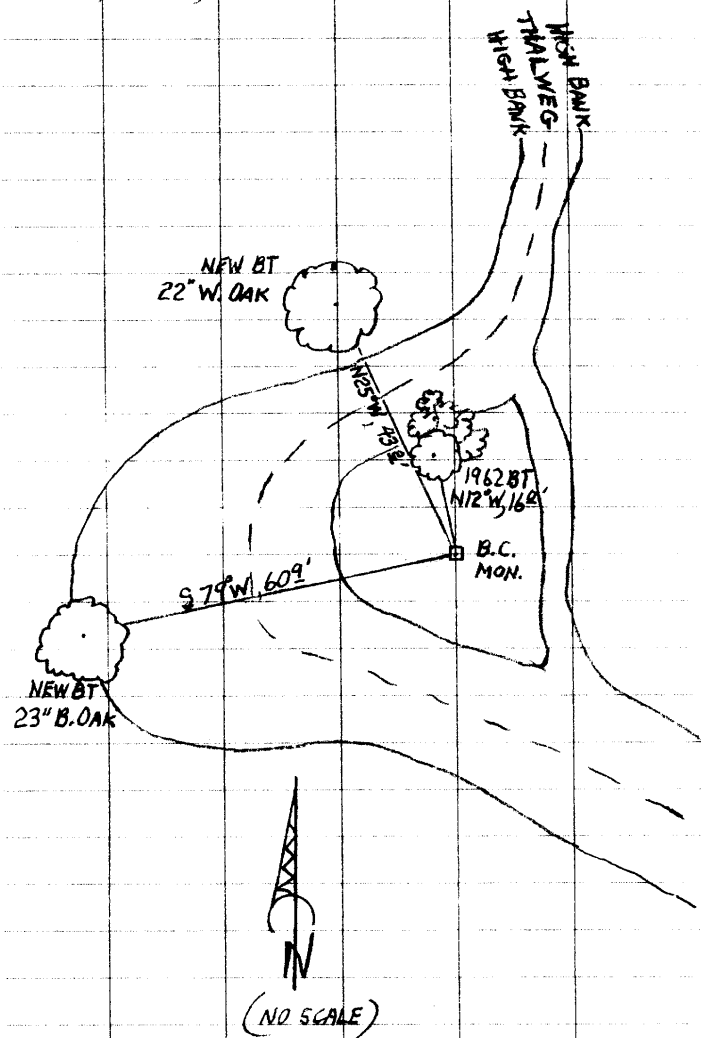 HIGH BANK
THALWEG
HIGH BANK
NEW BT
22" W. OAK
N25°W, 43.2'
1962 BT
N12°W, 16.0'
B.C.
MON.
S79°W, 60.9'
NEW BT
23" B. OAK
N
(NO SCALE)